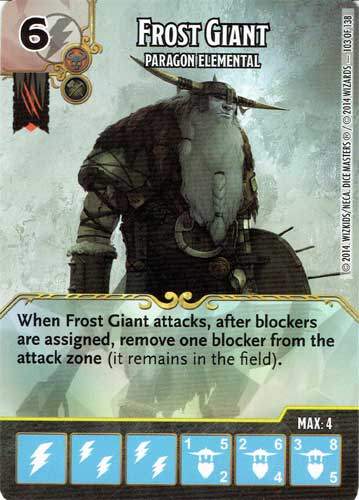 6
FROST GIANT
PARAGON ELEMENTAL
© 2014 WIZKIDS/NECA. DICE MASTERS ® / © 2014 WIZARDS — 103 OF 138
When Frost Giant attacks, after blockers
are assigned, remove one blocker from the
attack zone (it remains in the field).
MAX: 4
1 5
2
2 6
4
3 8
5